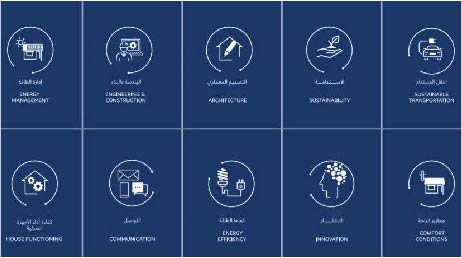 إدارة الطاقة
ENERGY
MANAGEMENT
الهندسة والبناء
ENGINEERING &
CONSTRUCTION
التصميم المعماري
ARCHITECTURE
الاستدامة
SUSTAINABILITY
النقل المستدام
SUSTAINABLE
TRANSPORTATION
كفاءة أداء الأجهزة
المنزلية
HOUSE FUNCTIONING
التواصل
COMMUNICATION
كفاءة الطاقة
ENERGY
EFFICIENCY
الابتكار
INNOVATION
معايير الراحة
COMFORT
CONDITIONS